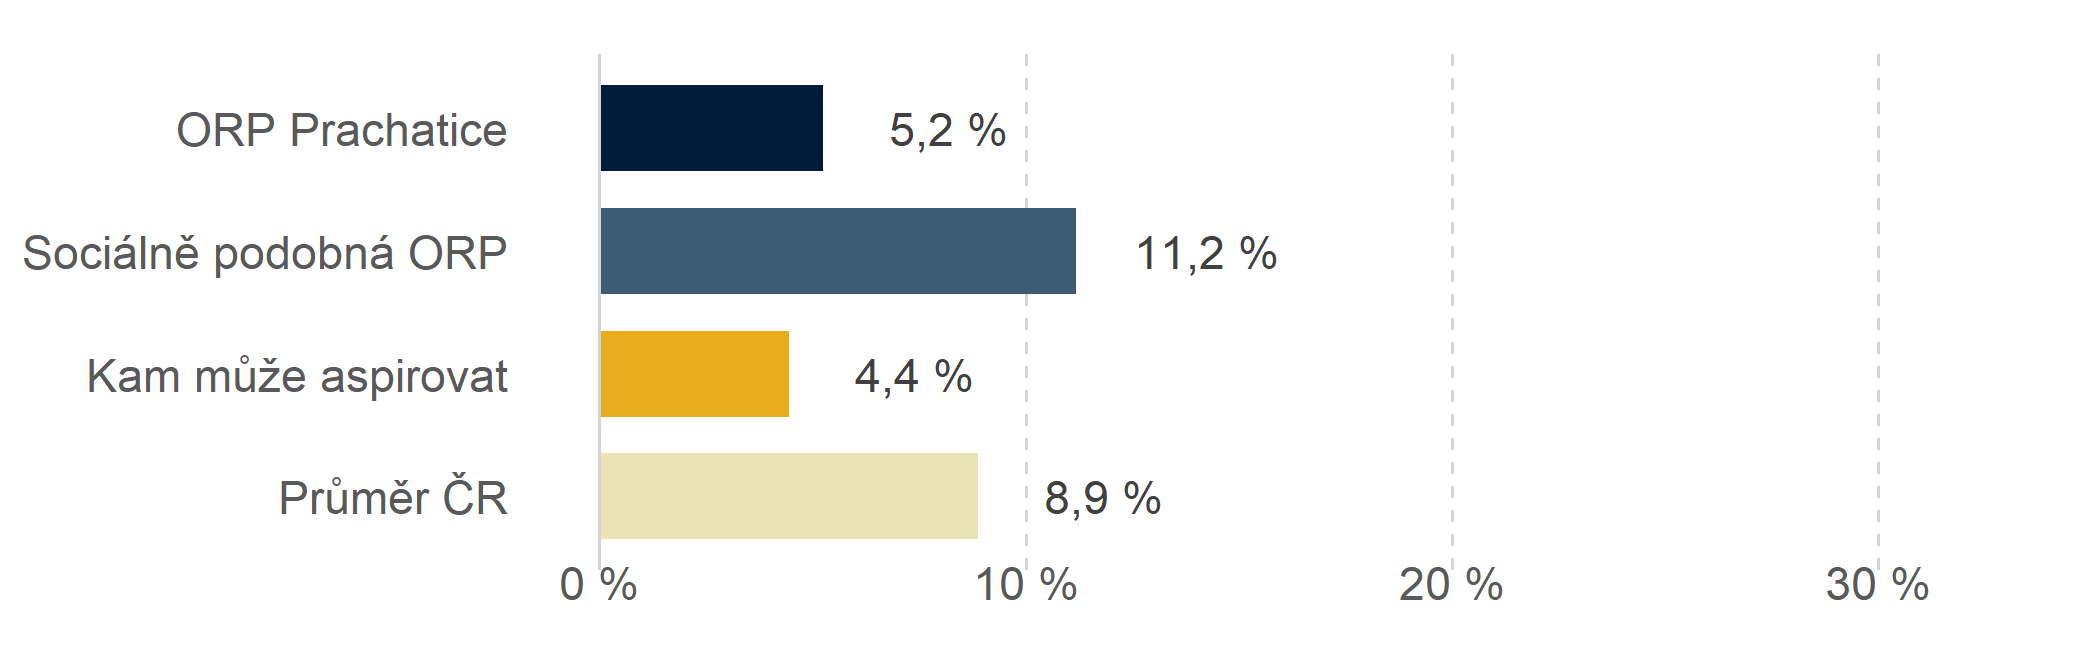 ORP Prachatice 5,2 %
Sociálně podobná ORP 11,2 %
Kam může aspirovat 4,4 %
Průměr ČR 8,9 %
0 % 10 % 20 % 30 %